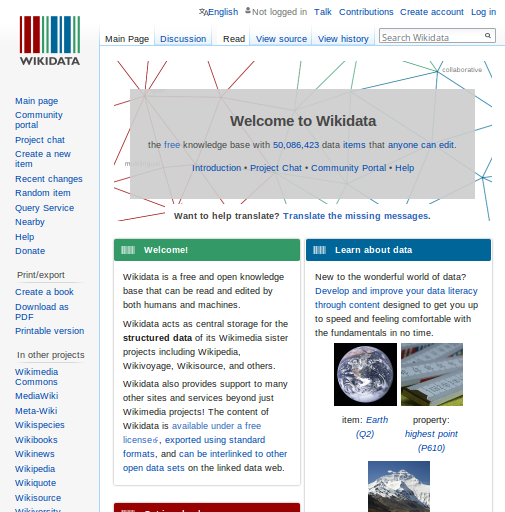 English Not logged in Talk Contributions Create account Log in
Main Page Discussion Read View source View history Search Wikidata
WIKIDATA
Main page
Community
portal
Project chat
Create a new
item
Recent changes
Random item
Query Service
Nearby
Help
Donate
Print/export
Create a book
Download as
PDF
Printable version
In other projects
Wikimedia
Commons
MediaWiki
Meta-Wiki
Wikispecies
Wikibooks
Wikinews
Wikipedia
Wikiquote
Wikisource
Wikiversity
collaborative
Welcome to Wikidata
the free knowledge base with 50,086,423 data items that anyone can edit.
Introduction • Project Chat • Community Portal • Help
Want to help translate? Translate the missing messages.
Welcome!
Wikidata is a free and open knowledge
base that can be read and edited by
both humans and machines.
Wikidata acts as central storage for the
structured data of its Wikimedia sister
projects including Wikipedia,
Wikivoyage, Wikisource, and others.
Wikidata also provides support to many
other sites and services beyond just
Wikimedia projects! The content of
Wikidata is available under a free
license, exported using standard
formats, and can be interlinked to other
open data sets on the linked data web.
Learn about data
New to the wonderful world of data?
Develop and improve your data literacy
through content designed to get you up
to speed and feeling comfortable with
the fundamentals in no time.
item: Earth
(Q2)
property:
highest point
(P610)